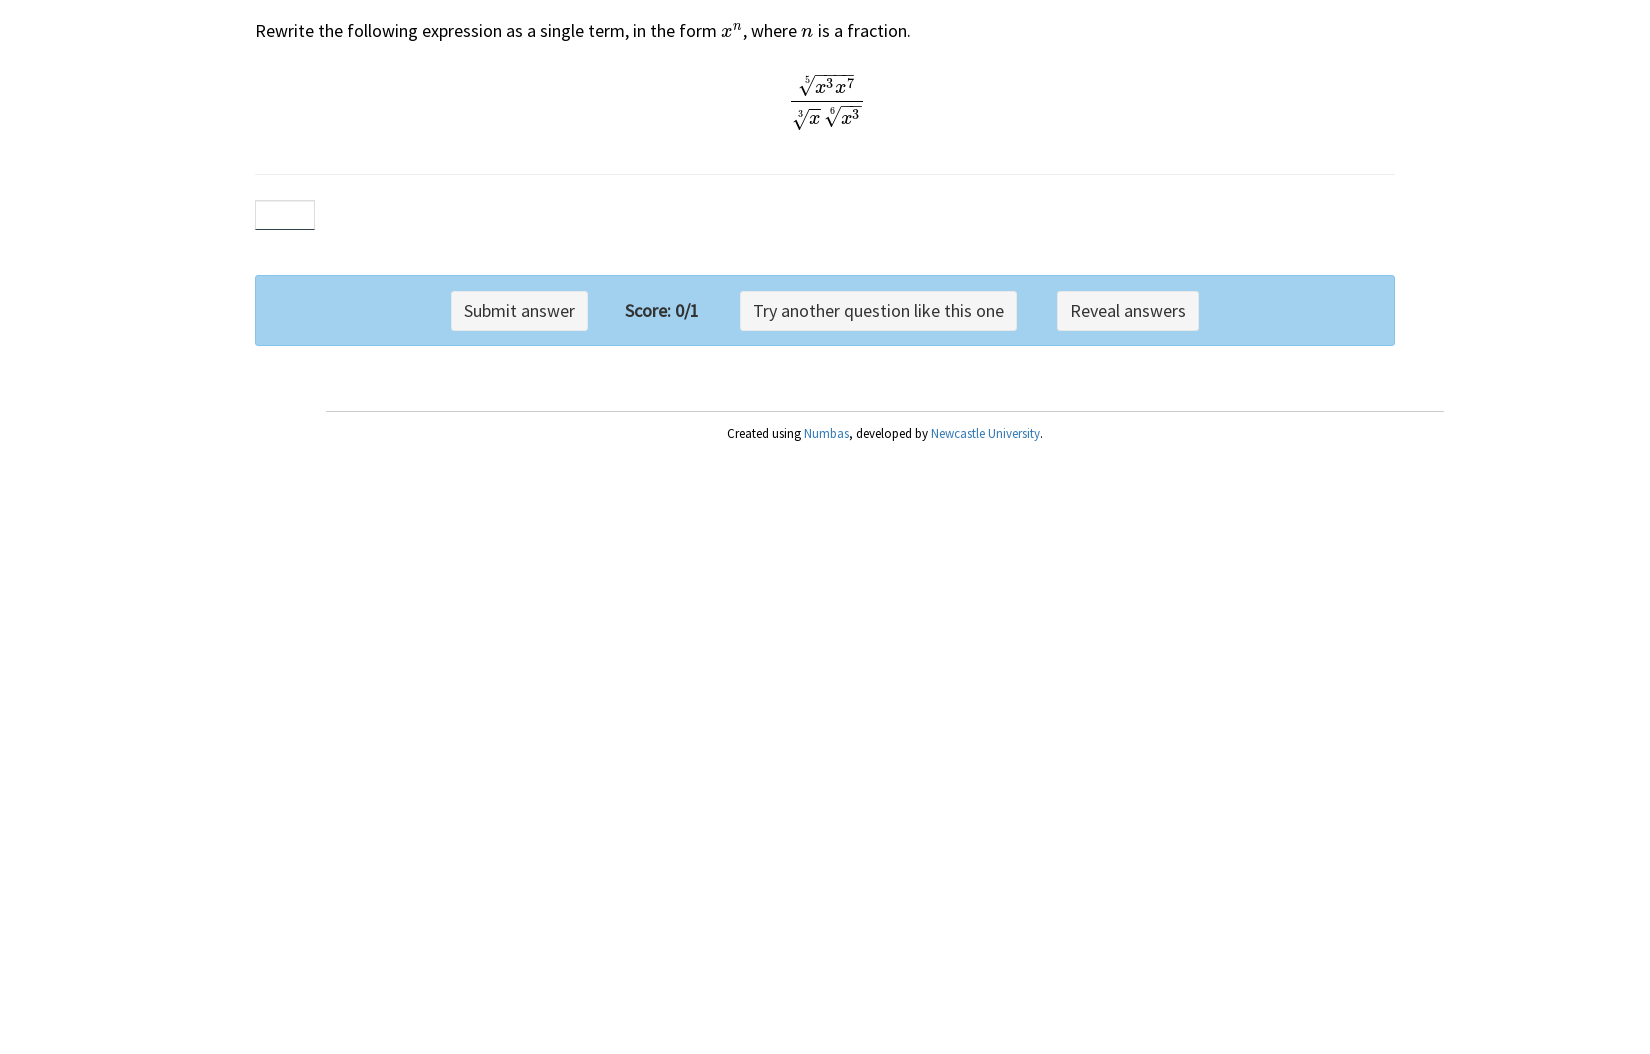 Rewrite the following expression as a single term, in the form $x^n$, where $n$ is a fraction.
$\frac{\sqrt[5]{x^3 x^7}}{\sqrt[3]{x} \sqrt[6]{x^3}}$
Submit answer Score: 0/1 Try another question like this one Reveal answers
Created using Numbas, developed by Newcastle University.